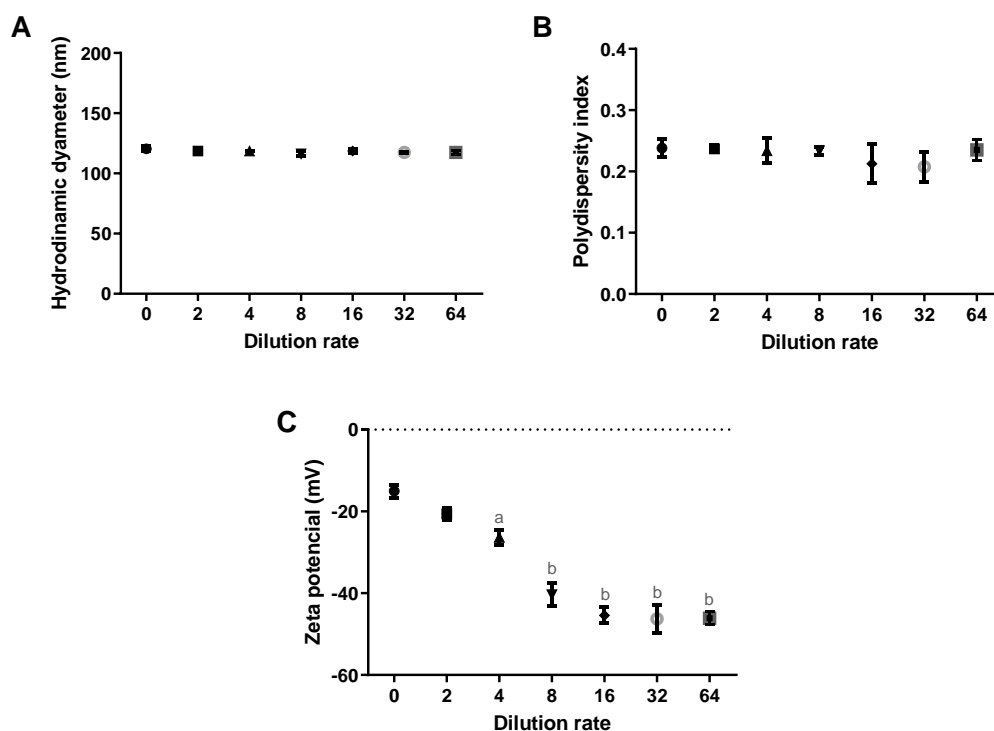 A
Hydrodinamic dyameter (nm)
200
150
100
50
0
0 2 4 8 16 32 64
Dilution rate
B
Polydispersity index
0.4
0.3
0.2
0.1
0.0
0 2 4 8 16 32 64
Dilution rate
C
Zeta potencial (mV)
0
-20
-40
-60
a
b
b
b
b
0 2 4 8 16 32 64
Dilution rate